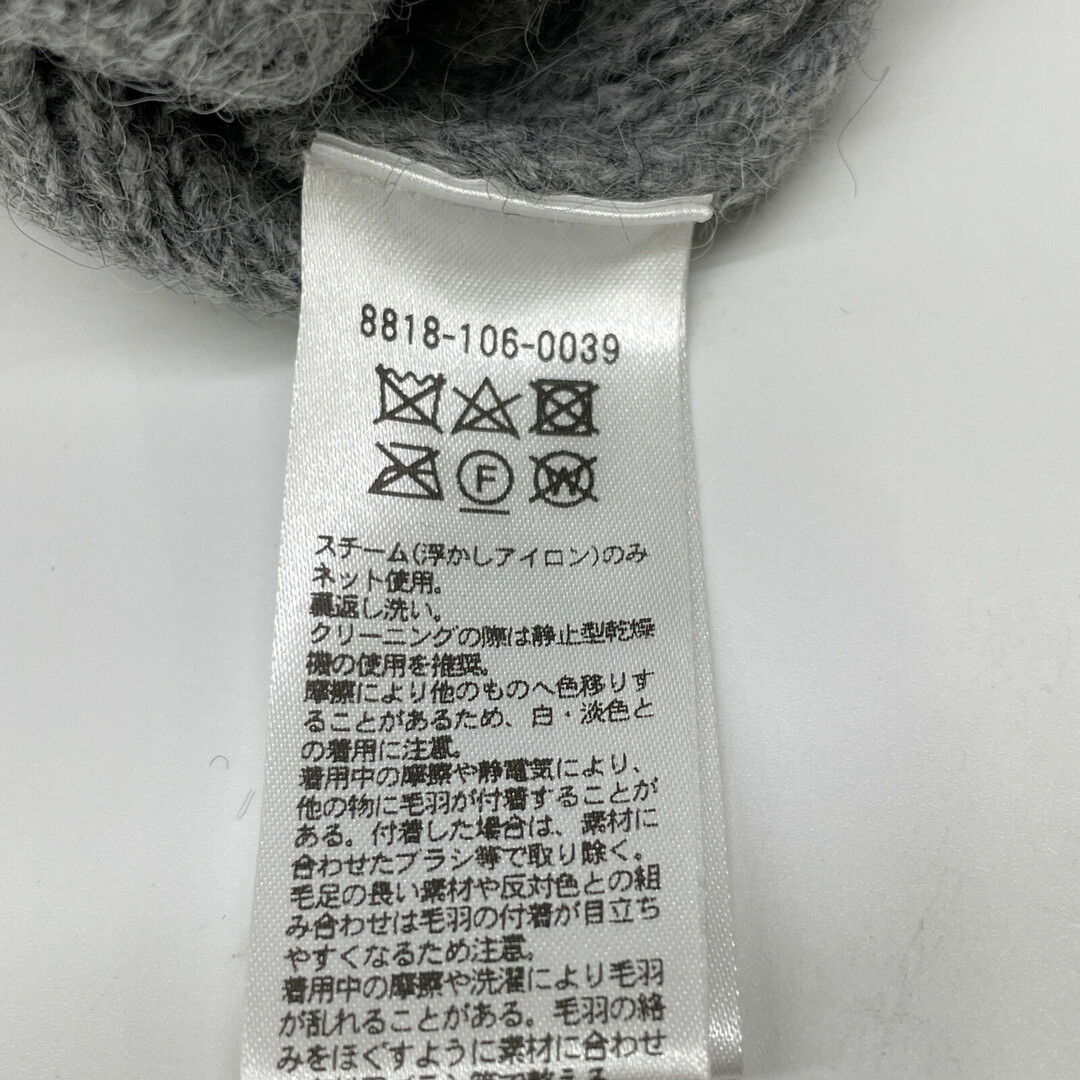 8818-106-0039
F W
スチーム(浮かしアイロン)のみ
ネット使用。
裏返し洗い。
クリーニングの際は静止型乾燥
機の使用を推奨。
摩擦により他のものへ色移りす
ることがあるため、白・淡色と
の着用に注意。
着用中の摩擦や静電気により、
他の物に毛羽が付着することが
ある。付着した場合は、素材に
合わせたブラシ等で取り除く。
毛足の長い素材や反対色との組
み合わせは毛羽の付着が目立ち
やすくなるため注意。
着用中の摩擦や洗濯により毛羽
が乱れることがある。毛羽の絡
みをほぐすように素材に合わせ
ブラシ等で整える